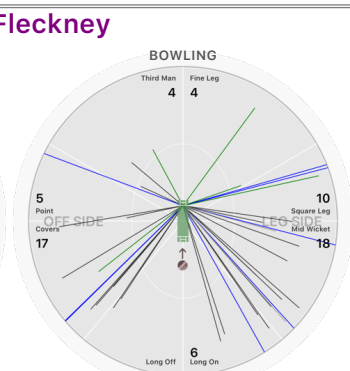 Fleckney
BOWLING
Third Man Fine Leg
4 4
5 10
Point Square Leg
OFF SIDE LEG SIDE
Covers Mid Wicket
17 18
6
Long Off Long On